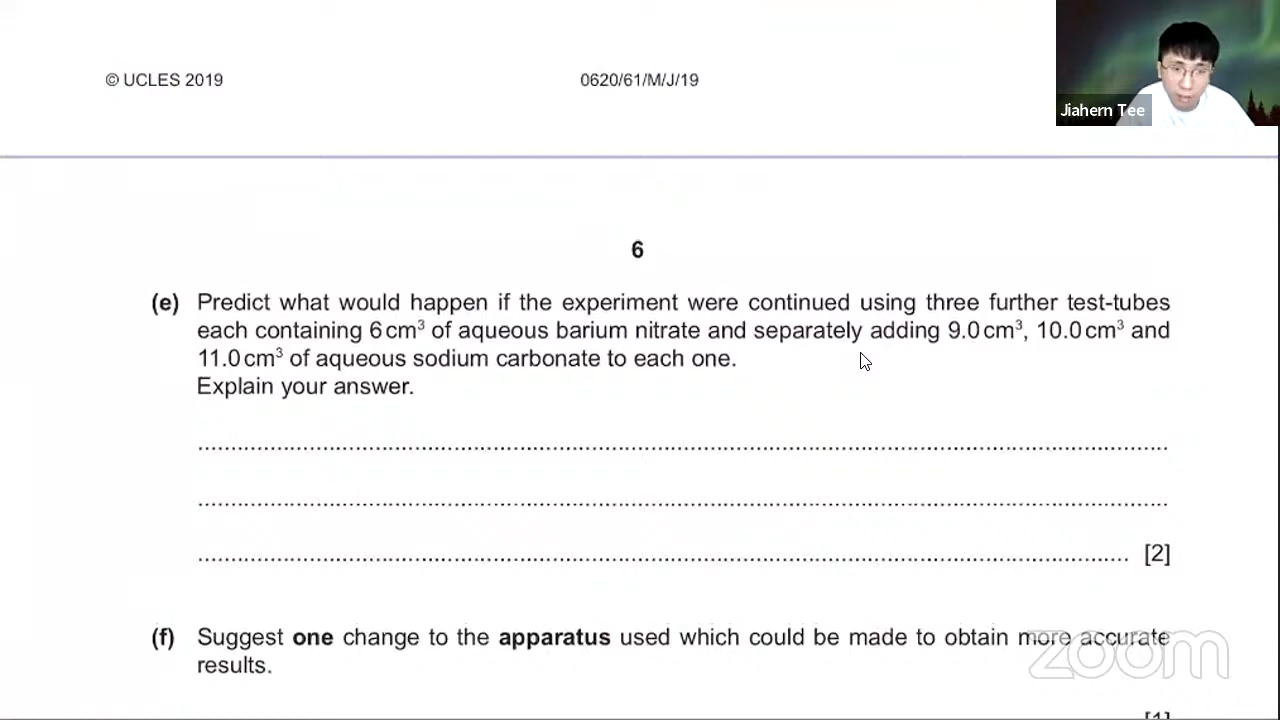 © UCLES 2019
0620/61/M/J/19
Jiahern Tee
6
(e) Predict what would happen if the experiment were continued using three further test-tubes
each containing 6 cm³ of aqueous barium nitrate and separately adding 9.0 cm³, 10.0 cm³ and
11.0 cm³ of aqueous sodium carbonate to each one.
Explain your answer.
[2]
(f) Suggest one change to the apparatus used which could be made to obtain more accurate
results.
zoom
[1]